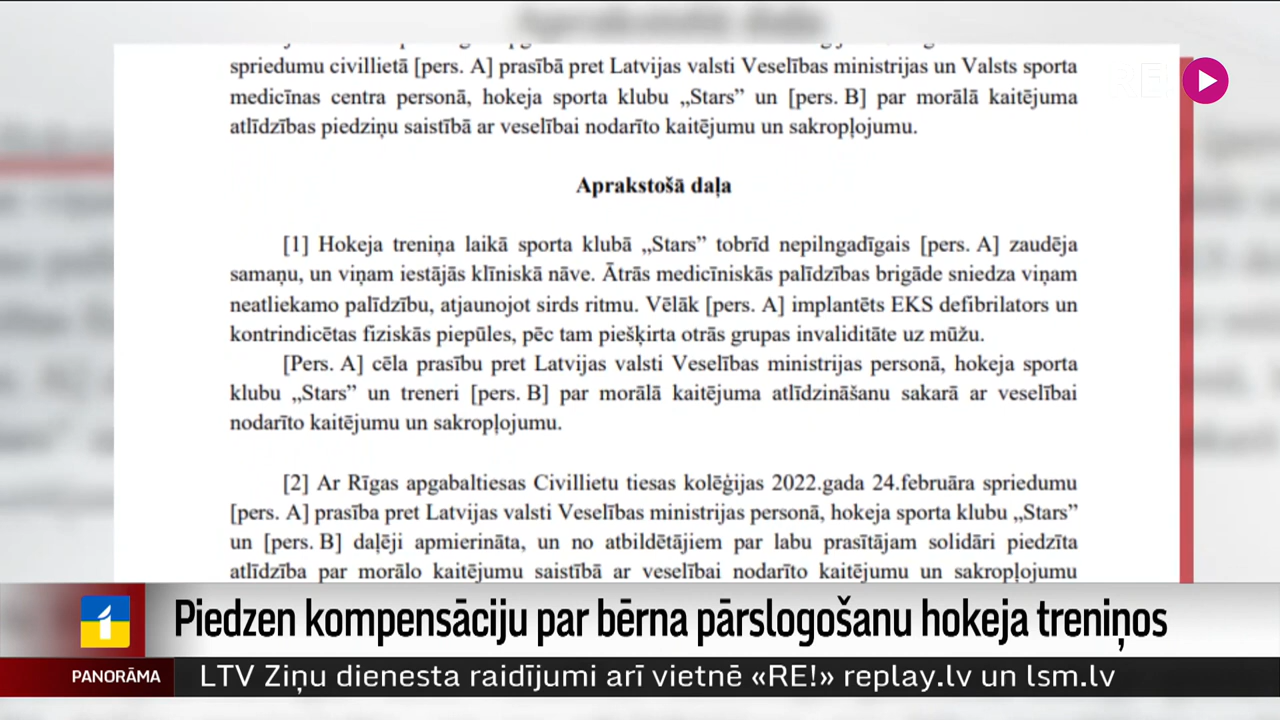 Aprakstošā daļa
RE!
spriedumu civillietā [pers. A] prasībā pret Latvijas valsti Veselības ministrijas un Valsts sporta
medicīnas centra personā, hokeja sporta klubu „Stars” un [pers. B] par morālā kaitējuma
atlīdzības piedziņu saistībā ar veselībai nodarīto kaitējumu un sakropļojumu.
Aprakstošā daļa
[1] Hokeja treniņa laikā sporta klubā „Stars” tobrīd nepilngadīgais [pers. A] zaudēja
samaņu, un viņam iestājās klīniskā nāve. Ātrās medicīniskās palīdzības brigāde sniedza viņam
neatliekamo palīdzību, atjaunojot sirds ritmu. Vēlāk [pers. A] implantēts EKS defibrilators un
kontrindicētas fiziskās piepūles, pēc tam piešķirta otrās grupas invaliditāte uz mūžu.
[Pers. A] cēla prasību pret Latvijas valsti Veselības ministrijas personā, hokeja sporta
klubu „Stars” un treneri [pers. B] par morālā kaitējuma atlīdzināšanu sakarā ar veselībai
nodarīto kaitējumu un sakropļojumu.
[2] Ar Rīgas apgabaltiesas Civillietu tiesas kolēģijas 2022.gada 24.februāra spriedumu
[pers. A] prasība pret Latvijas valsti Veselības ministrijas personā, hokeja sporta klubu „Stars”
un [pers. B] daļēji apmierināta, un no atbildētājiem par labu prasītājam solidāri piedzīta
atlīdzība par morālo kaitējumu saistībā ar veselībai nodarīto kaitējumu un sakropļojumu
1
Piedzen kompensāciju par bērna pārslogošanu hokeja treniņos
PANORĀMA
LTV Ziņu dienesta raidījumi arī vietnē «RE!» replay.lv un lsm.lv